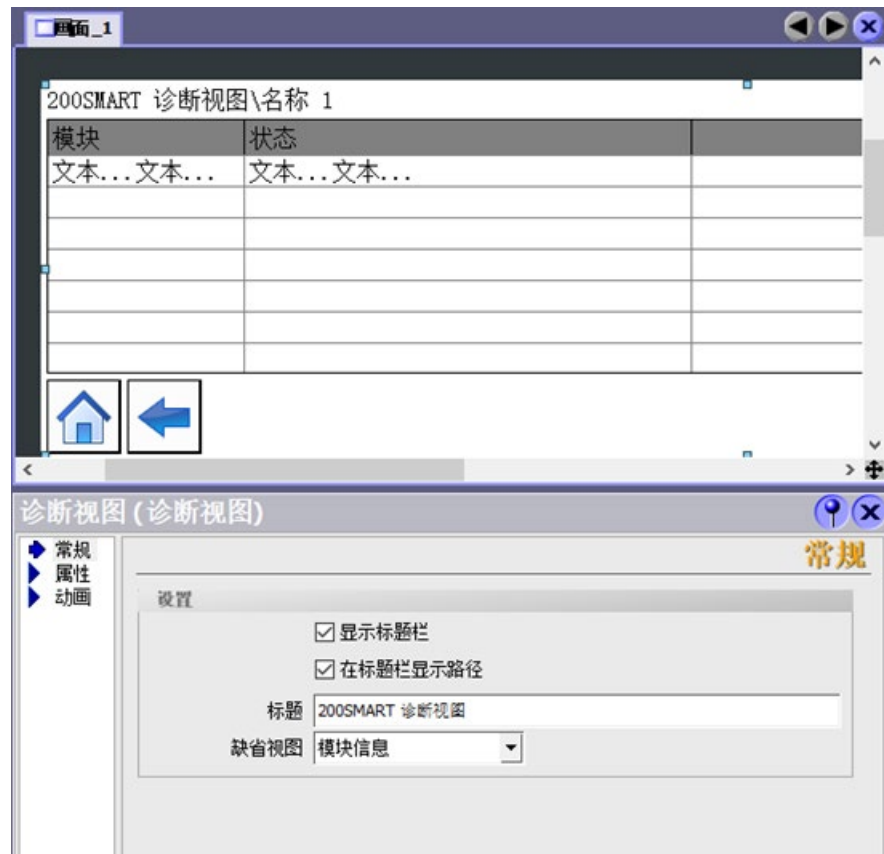 画面_1
200SMART 诊断视图\名称 1
模块 状态
文本...文本... 文本...文本...
诊断视图 (诊断视图)
常规
属性
动画
常规
设置
显示标题栏
在标题栏显示路径
标题 200SMART 诊断视图
缺省视图 模块信息